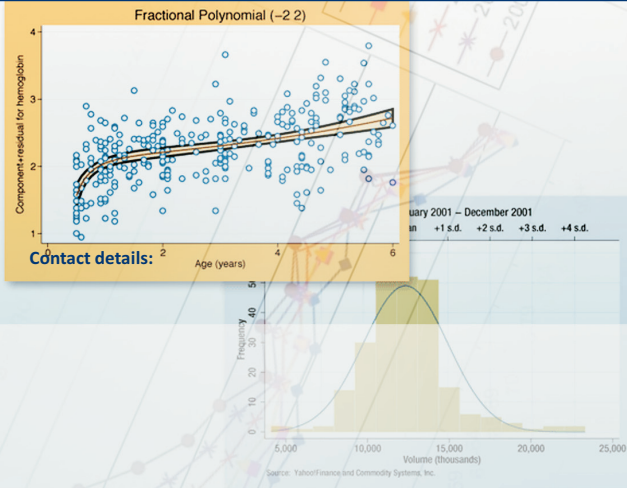 Fractional Polynomial (−2 2)
Component+residual for hemoglobin
4
3
2
1
2
4
6
Age (years)
Contact details:
uary 2001 – December 2001
an +1 s.d. +2 s.d. +3 s.d. +4 s.d.
Frequency
50
40
30
20
10
0
5,000 10,000 15,000 20,000 25,000
Volume (thousands)
Source: Yahoo!Finance and Commodity Systems, Inc.